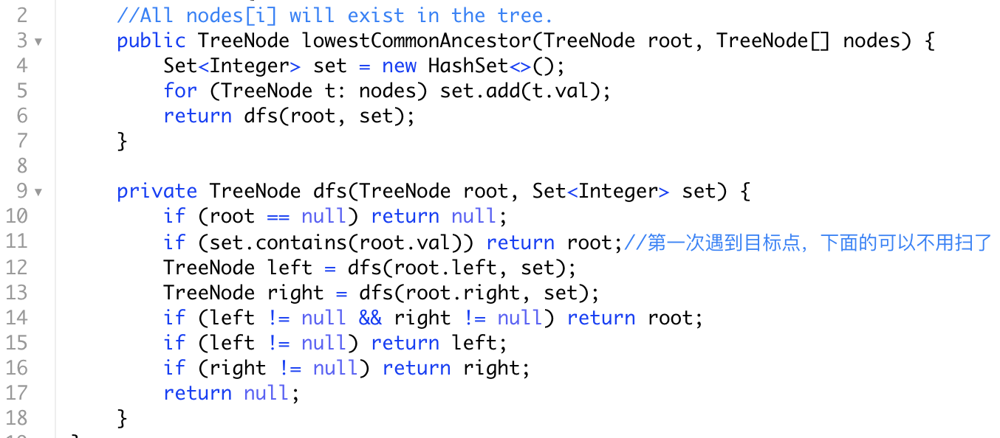 2 //All nodes[i] will exist in the tree.
3 ▼ public TreeNode lowestCommonAncestor(TreeNode root, TreeNode[] nodes) {
4 Set<Integer> set = new HashSet<>();
5 for (TreeNode t: nodes) set.add(t.val);
6 return dfs(root, set);
7 }
8
9 ▼ private TreeNode dfs(TreeNode root, Set<Integer> set) {
10 if (root == null) return null;
11 if (set.contains(root.val)) return root;//第一次遇到目标点，下面的可以不用扫了
12 TreeNode left = dfs(root.left, set);
13 TreeNode right = dfs(root.right, set);
14 if (left != null && right != null) return root;
15 if (left != null) return left;
16 if (right != null) return right;
17 return null;
18 }